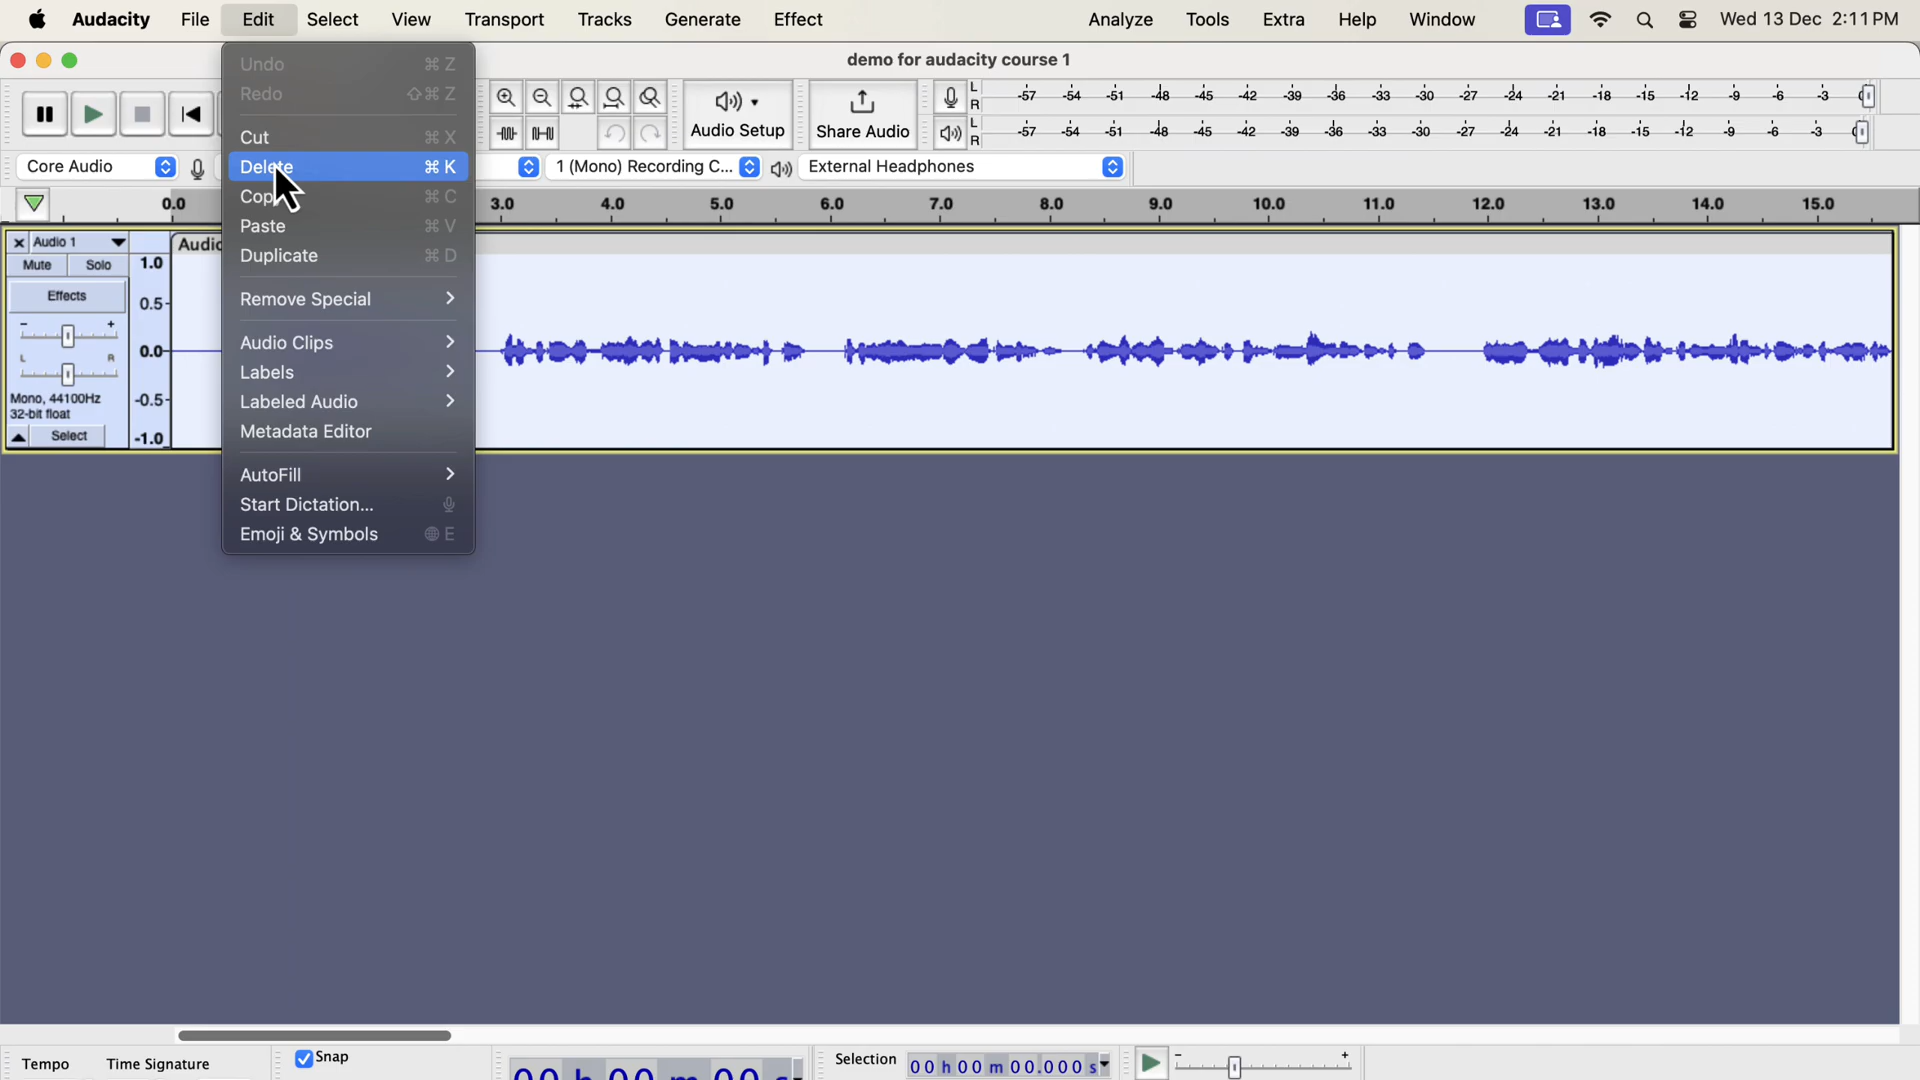 Audacity File Edit Select View Transport Tracks Generate Effect Analyze Tools Extra Help Window Wed 13 Dec 2:11 PM
demo for audacity course 1
Undo ⌘ Z
Redo ⇧⌘ Z
Cut ⌘ X
Delete ⌘ K
Copy ⌘ C
Paste ⌘ V
Duplicate ⌘ D
Remove Special
Audio Clips
Labels
Labeled Audio
Metadata Editor
AutoFill
Start Dictation...
Emoji & Symbols E
Audio Setup
Share Audio
L -57 -54 -51 -48 -45 -42 -39 -36 -33 -30 -27 -24 -21 -18 -15 -12 -9 -6 -3
R
L -57 -54 -51 -48 -45 -42 -39 -36 -33 -30 -27 -24 -21 -18 -15 -12 -9 -6 -3
R
Core Audio 1 (Mono) Recording C... External Headphones
0.0 3.0 4.0 5.0 6.0 7.0 8.0 9.0 10.0 11.0 12.0 13.0 14.0 15.0
Audio 1
Mute Solo
Effects
- +
L R
Mono, 44100Hz
32-bit float
Select
1.0
0.5-
0.0-
-0.5-
-1.0
Tempo Time Signature Snap
00 h 00 m 00 s
Selection 00 h 00 m 00.000 s
- +